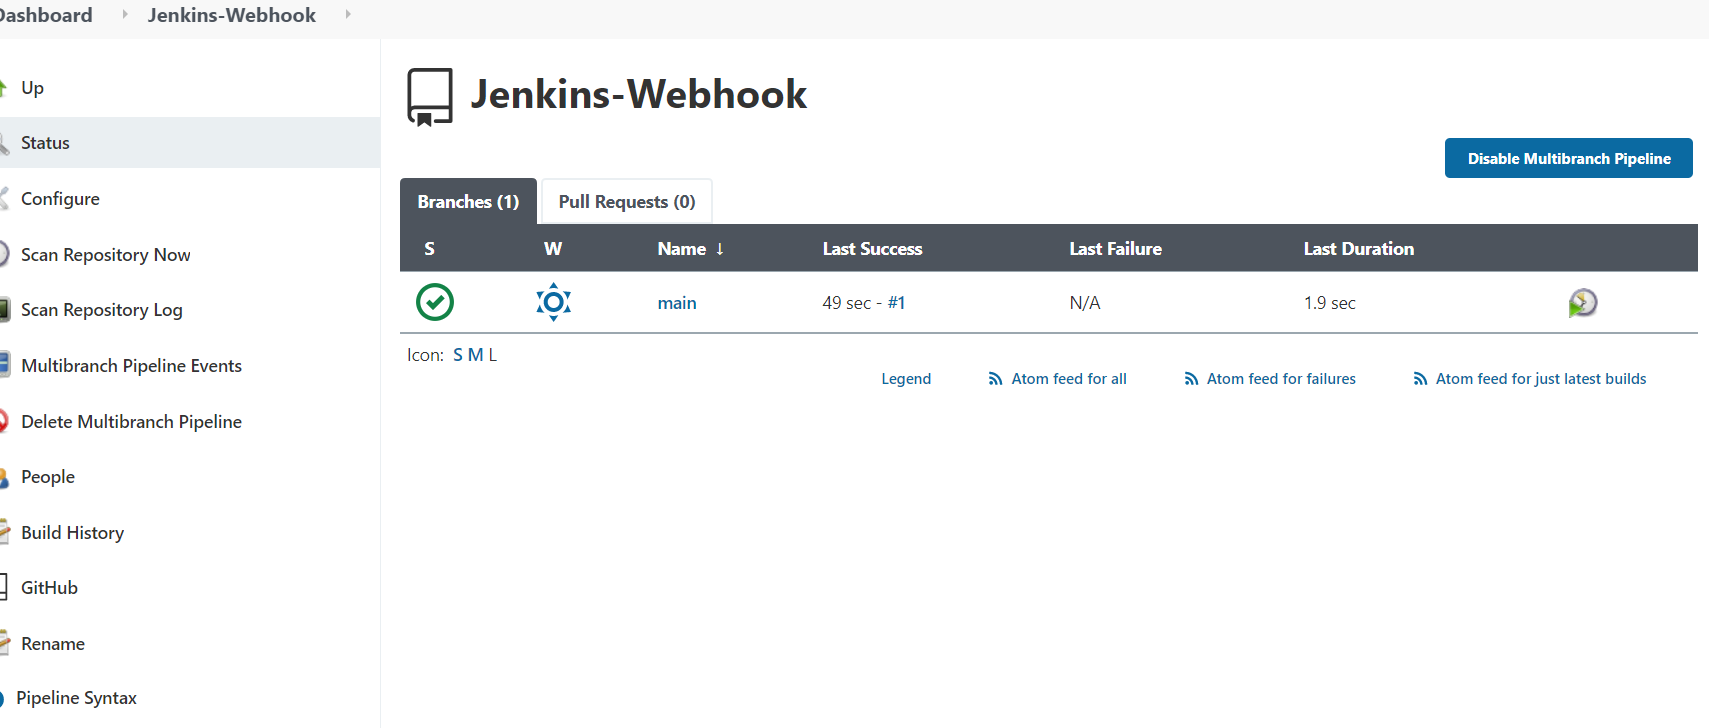 Dashboard Jenkins-Webhook
Up
Status
Configure
Scan Repository Now
Scan Repository Log
Multibranch Pipeline Events
Delete Multibranch Pipeline
People
Build History
GitHub
Rename
Pipeline Syntax
Jenkins-Webhook
Disable Multibranch Pipeline
Branches (1) Pull Requests (0)
S W Name ↓ Last Success Last Failure Last Duration
main 49 sec - #1 N/A 1.9 sec
Icon: S M L
Legend Atom feed for all Atom feed for failures Atom feed for just latest builds